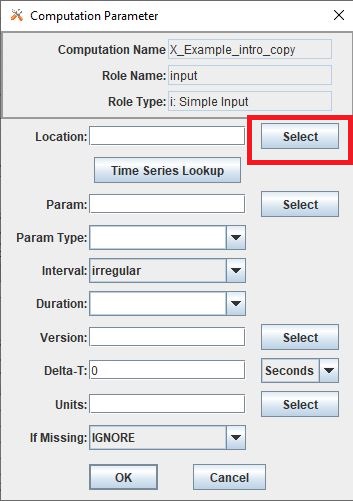 Computation Parameter
Computation Name X_Example_intro_copy
Role Name: input
Role Type: i: Simple Input
Location: Select
Time Series Lookup
Param: Select
Param Type:
Interval: irregular
Duration:
Version: Select
Delta-T: 0 Seconds
Units: Select
If Missing: IGNORE
OK Cancel